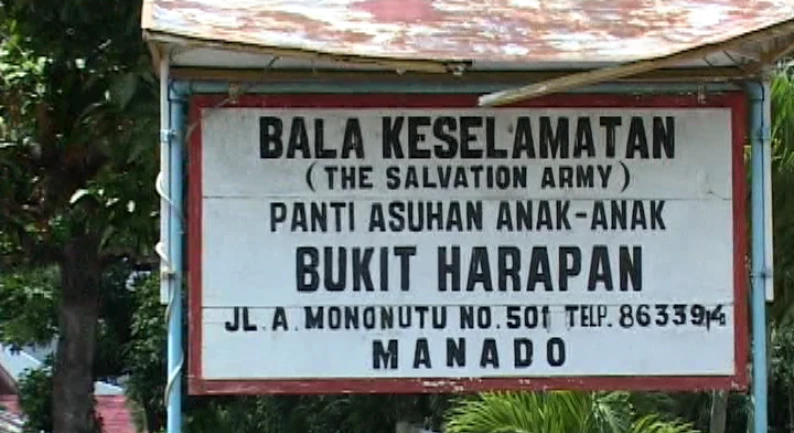 BALA KESELAMATAN
(THE SALVATION ARMY)
PANTI ASUHAN ANAK-ANAK
BUKIT HARAPAN
JL. A. MONONUTU NO. 501 TELP. 863394
MANADO